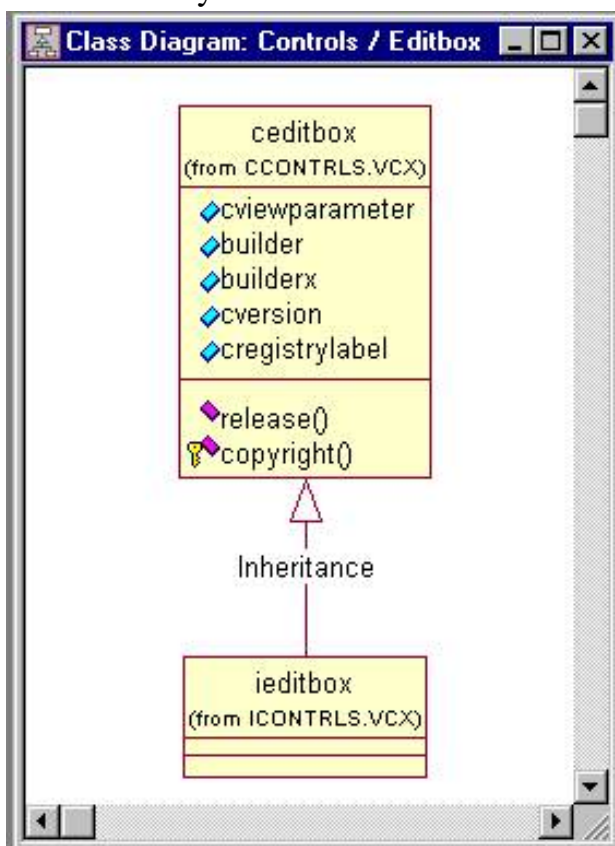 Class Diagram: Controls / Editbox
ceditbox
(from CCONTRLS.VCX)
cviewparameter
builder
builderx
cversion
cregistrylabel
release()
copyright()
Inheritance
ieditbox
(from ICONTRLS.VCX)